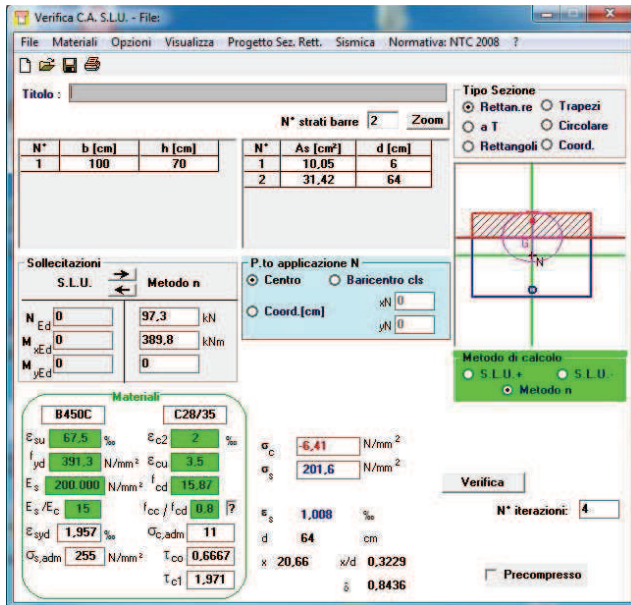 Verifica C.A. S.L.U. - File:
File Materiali Opzioni Visualizza Progetto Sez. Rett. Sismica Normativa: NTC 2008 ?
Titolo :
N° strati barre 2 Zoom
Tipo Sezione
Rettan.re Trapezi
a T Circolare
Rettangoli Coord.
N° b [cm] h [cm]
1 100 70
N° As [cm²] d [cm]
1 10,05 6
2 31,42 64
G
N
Sollecitazioni
S.L.U. Metodo n
N Ed 0 97,3 kN
M xEd 0 389,8 kNm
M yEd 0 0
P.to applicazione N
Centro Baricentro cls
Coord.[cm] xN 0
yN 0
Metodo di calcolo
S.L.U.+ S.L.U.-
Metodo n
Materiali
B450C C28/35
εsu 67,5 ‰ εc2 2 ‰
fyd 391,3 N/mm² εcu 3,5
Es 200.000 N/mm² fcd 15,87
Es/Ec 15 fcc / fcd 0,8 ?
εsyd 1,957 ‰ σc,adm 11
σs,adm 255 N/mm² τco 0,6667
τc1 1,971
σc -6,41 N/mm²
σs 201,6 N/mm²
εs 1,008 ‰
d 64 cm
x 20,66 x/d 0,3229
δ 0,8436
Verifica
N° iterazioni: 4
Precompresso